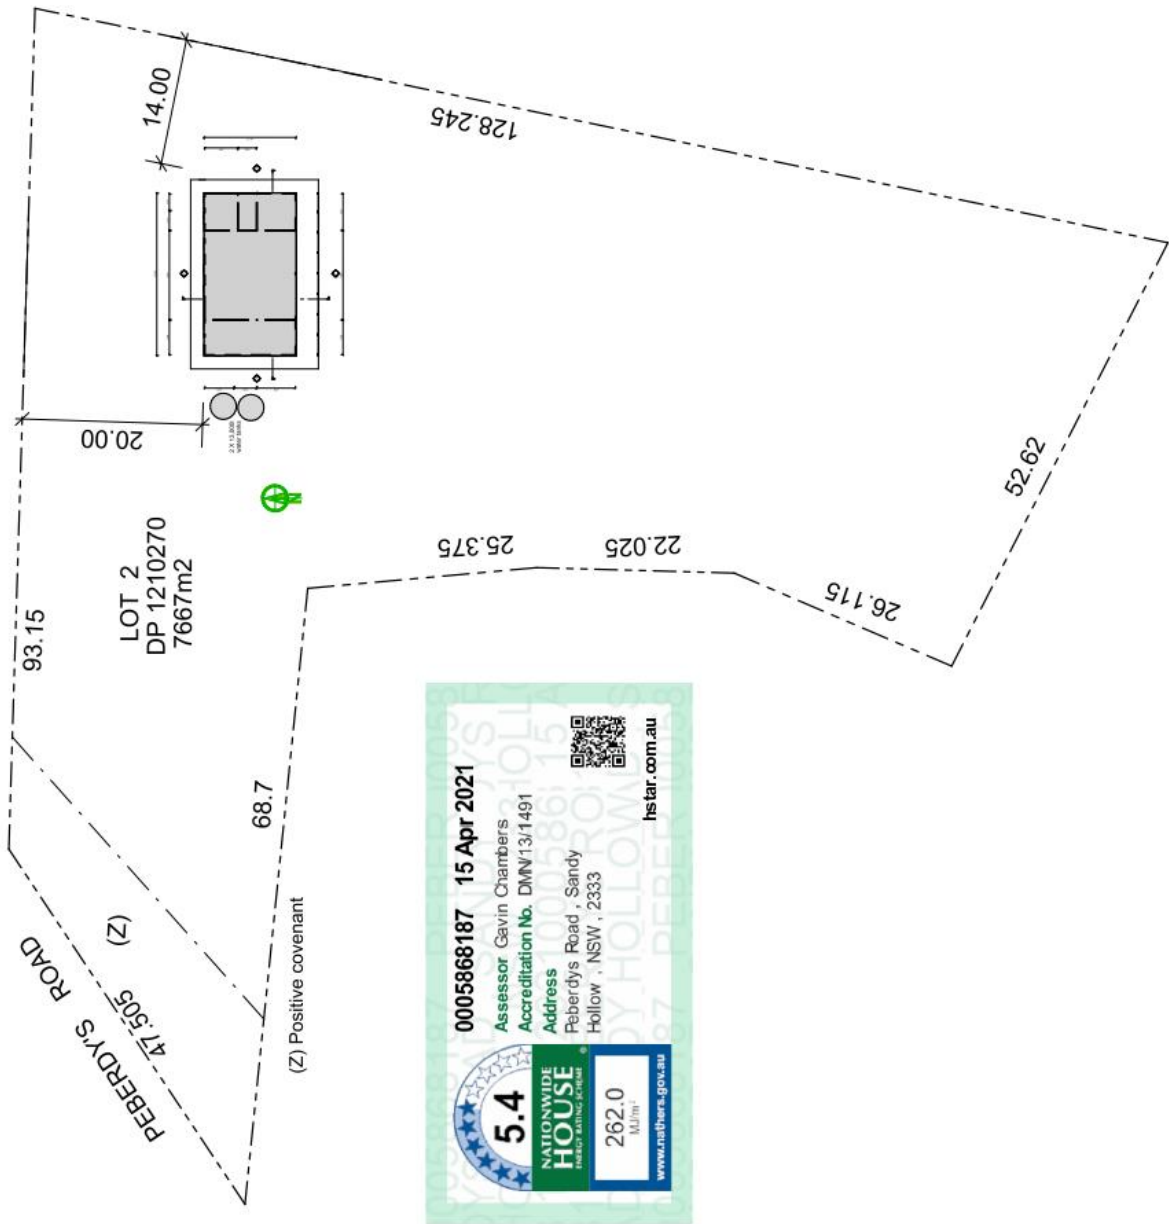 14.00
128.245
20.00
2 X 13,600
water tanks
LOT 2
DP 1210270
7667m2
93.15
25.375
22.025
26.115
52.62
68.7
(Z)
PEBERDY'S ROAD
47.505
(Z) Positive covenant
N
5.4
NATIONWIDE
HOUSE
ENERGY RATING SCHEME
®
262.0
MJ/m²
www.nathers.gov.au
0005868187 15 Apr 2021
Assessor Gavin Chambers
Accreditation No. DMN/13/1491
Address
Peberdys Road , Sandy
Hollow , NSW , 2333
hstar.com.au